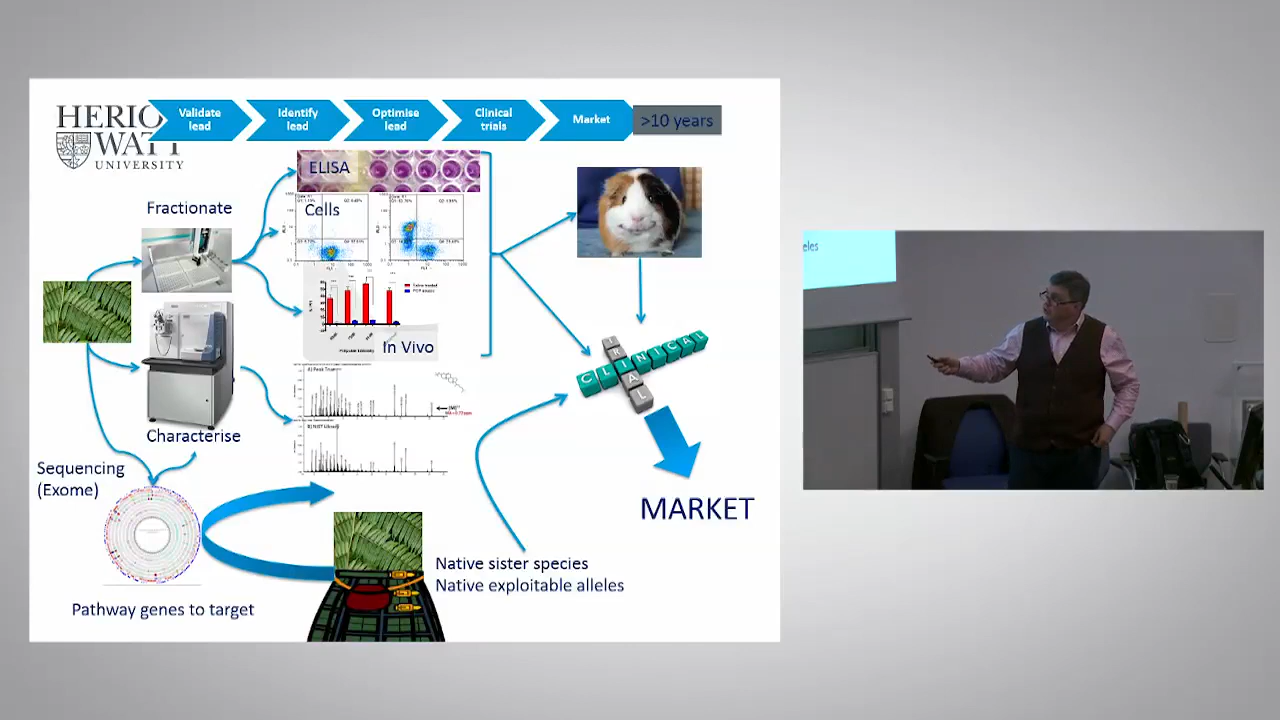 HERIO
WATT
UNIVERSITY
Validate
lead
Identify
lead
Optimise
lead
Clinical
trials
Market
>10 years
ELISA
Fractionate
Cells
In Vivo
Characterise
Sequencing
(Exome)
CLINICAL
TRIAL
MARKET
Native sister species
Native exploitable alleles
Pathway genes to target
eles